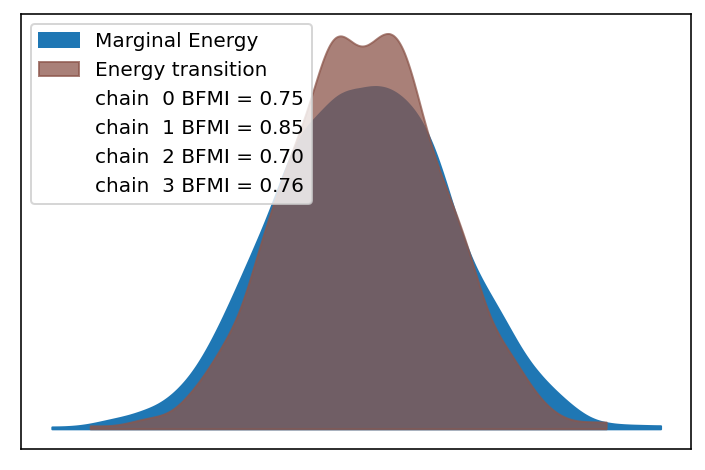 Marginal Energy
Energy transition
chain  0 BFMI = 0.75
chain  1 BFMI = 0.85
chain  2 BFMI = 0.70
chain  3 BFMI = 0.76